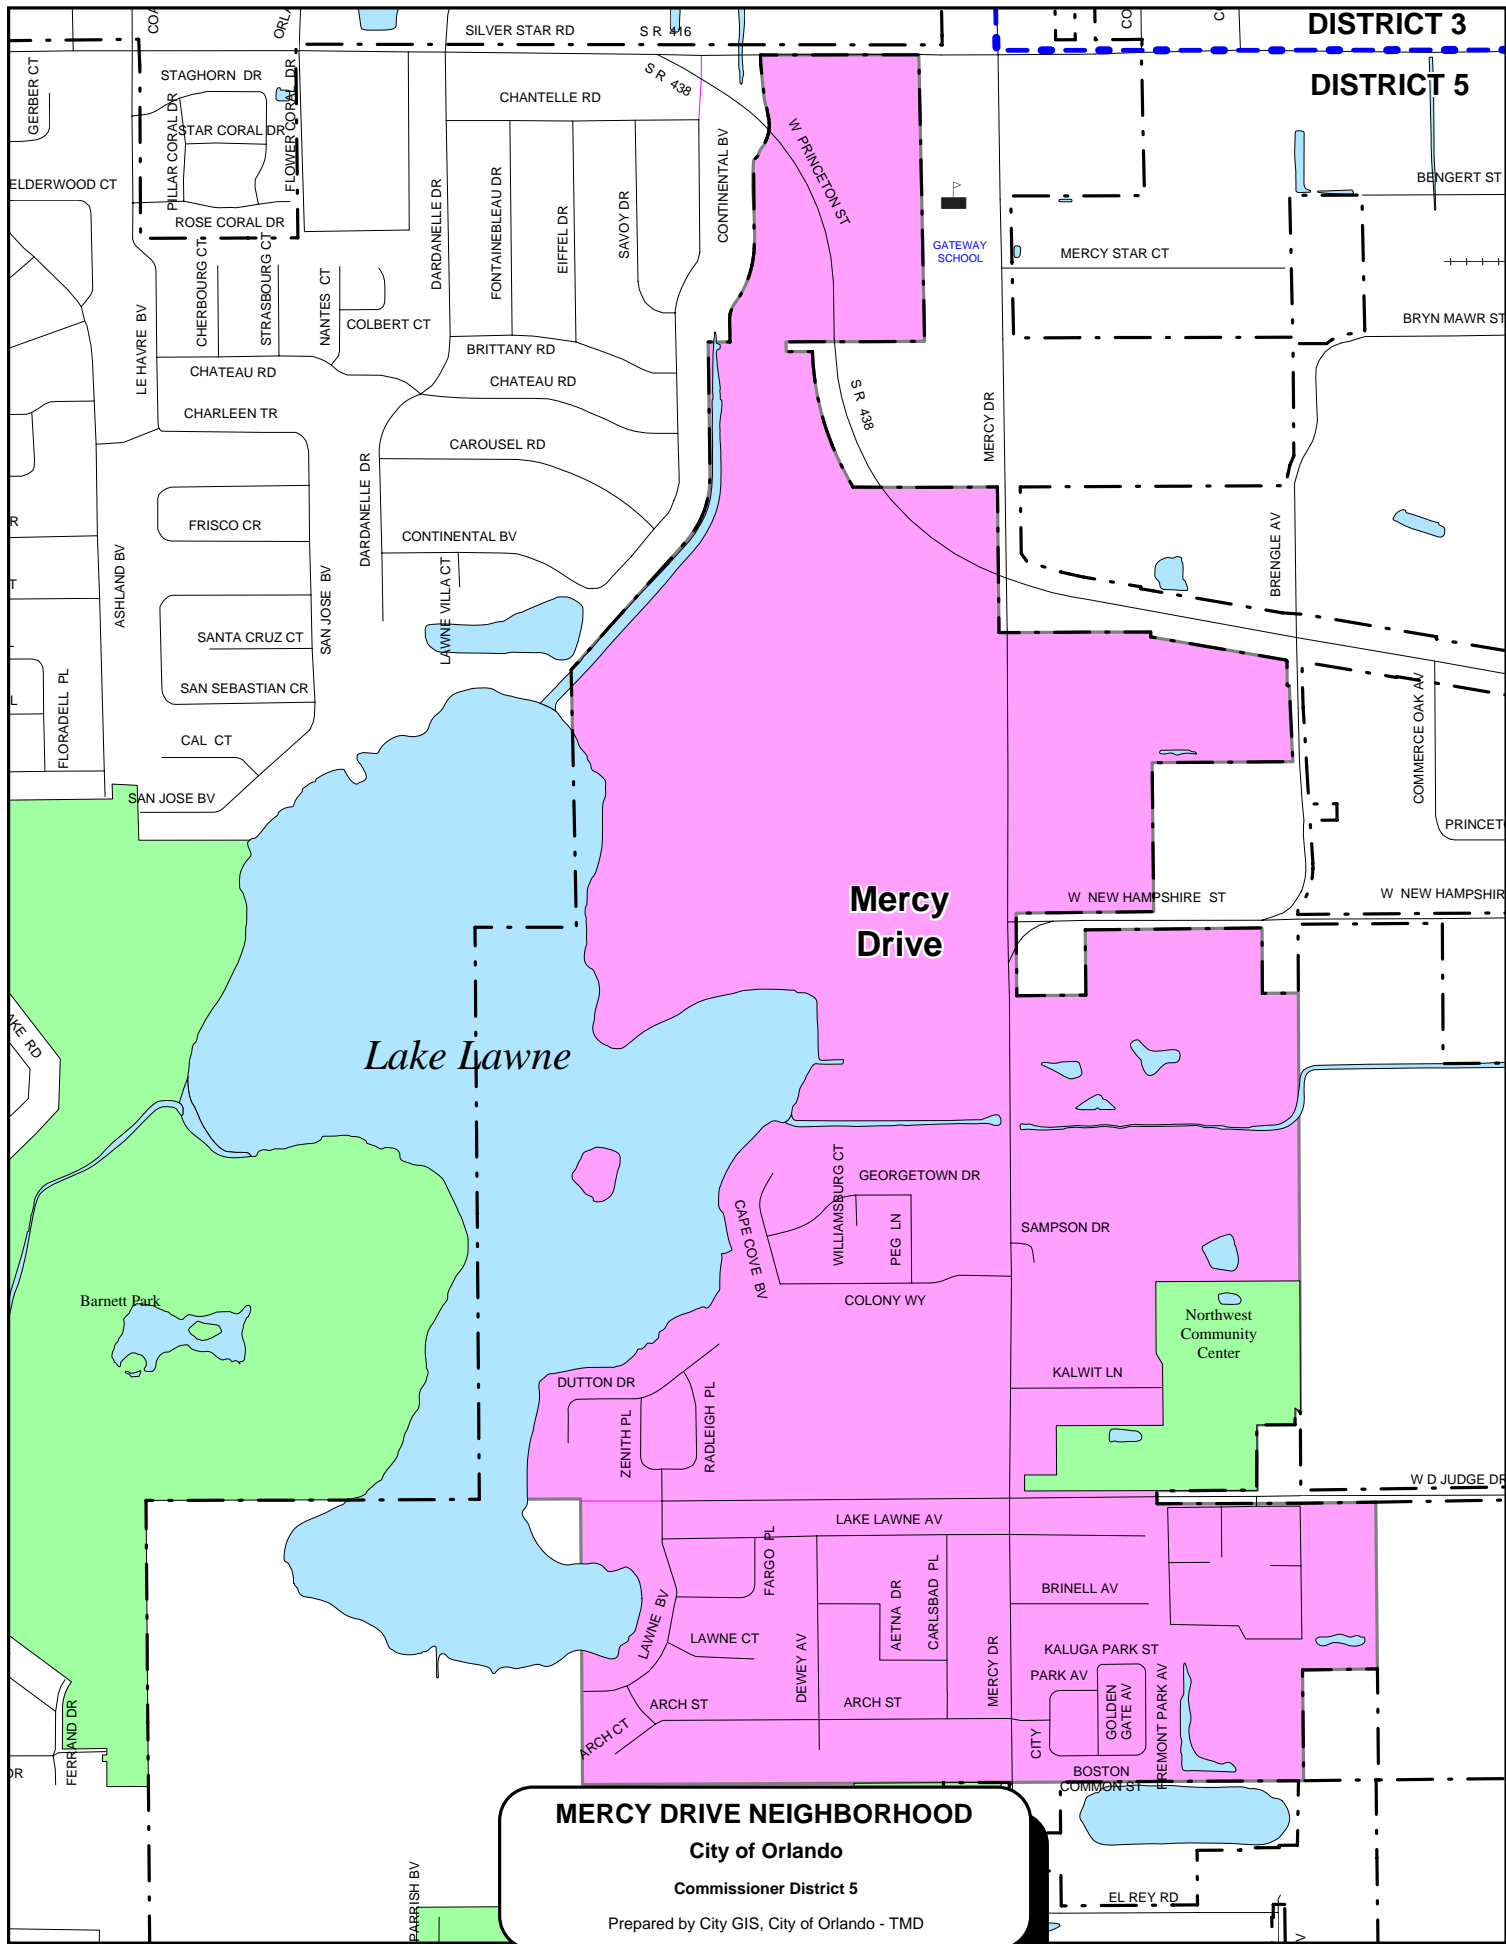 DISTRICT 3
DISTRICT 5
SILVER STAR RD
S R 416
S R 438
GERBER CT
STAGHORN DR
PILLAR CORAL DR
STAR CORAL DR
FLOWER CORAL DR
ROSE CORAL DR
ELDERWOOD CT
CHANTELLE RD
DARDANELLE DR
FONTAINEBLEAU DR
EIFFEL DR
SAVOY DR
CONTINENTAL BV
W PRINCETON ST
GATEWAY
SCHOOL
MERCY STAR CT
BENGERT ST
BRYN MAWR ST
LE HAVRE BV
CHERBOURG CT
STRASBOURG CT
NANTES CT
COLBERT CT
BRITTANY RD
CHATEAU RD
CHATEAU RD
CHARLEEN TR
CAROUSEL RD
S R 438
MERCY DR
FRISCO CR
DARDANELLE DR
CONTINENTAL BV
ASHLAND BV
SAN JOSE BV
LAWNE VILLA CT
BRENGLE AV
SANTA CRUZ CT
SAN SEBASTIAN CR
FLORADELL PL
CAL CT
SAN JOSE BV
COMMERCE OAK AV
PRINCET
Mercy
Drive
W NEW HAMPSHIRE ST
W NEW HAMPSHIR
AKE RD
Lake Lawne
WILLIAMSBURG CT
GEORGETOWN DR
PEG LN
CAPE COVE BV
SAMPSON DR
COLONY WY
Barnett Park
Northwest
Community
Center
KALWIT LN
DUTTON DR
ZENITH PL
RADLEIGH PL
W D JUDGE DR
LAKE LAWNE AV
FARGO PL
LAWNE BV
LAWNE CT
DEWEY AV
AETNA DR
CARLSBAD PL
MERCY DR
BRINELL AV
KALUGA PARK ST
PARK AV
GOLDEN
GATE AV
FREMONT PARK AV
ARCH ST
ARCH ST
ARCH CT
CITY
BOSTON
COMMON ST
FERRAND DR
DR
PARRISH BV
EL REY RD
MERCY DRIVE NEIGHBORHOOD
City of Orlando
Commissioner District 5
Prepared by City GIS, City of Orlando - TMD